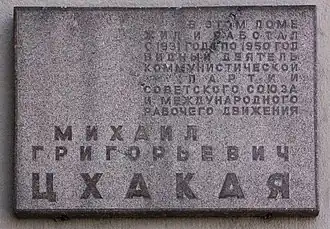 В ЭТОМ ДОМЕ
ЖИЛ И РАБОТАЛ
С 1931 ГОДА ПО 1950 ГОД
ВИДНЫЙ ДЕЯТЕЛЬ
КОММУНИСТИЧЕСКОЙ
ПАРТИИ
СОВЕТСКОГО СОЮЗА
И МЕЖДУНАРОДНОГО
РАБОЧЕГО ДВИЖЕНИЯ
МИХАИЛ
ГРИГОРЬЕВИЧ
ЦХАКАЯ